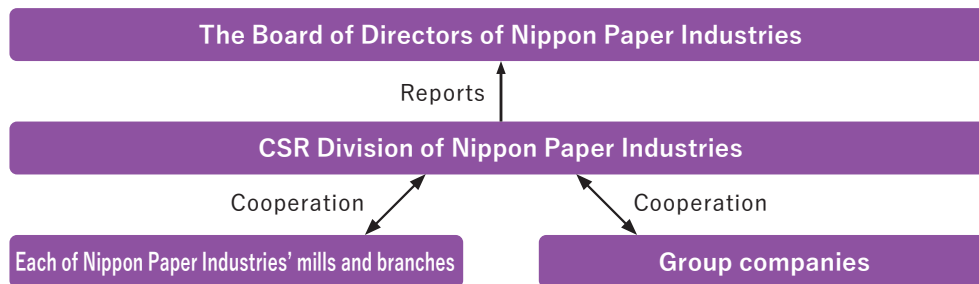 The Board of Directors of Nippon Paper Industries
Reports
CSR Division of Nippon Paper Industries
Cooperation
Cooperation
Each of Nippon Paper Industries’ mills and branches
Group companies